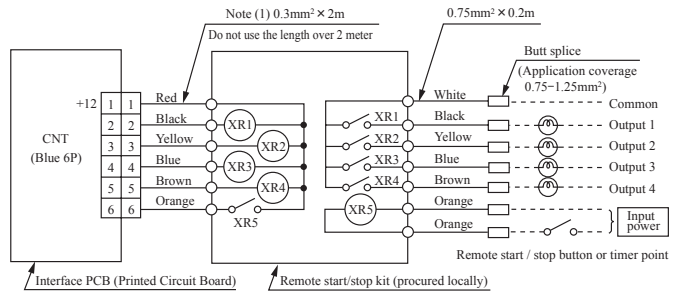 Note (1) 0.3mm² × 2m
0.75mm² × 0.2m
Do not use the length over 2 meter
Butt splice
(Application coverage
0.75−1.25mm²)
CNT
(Blue 6P)
+12
1 1 Red
2 2 Black
3 3 Yellow
4 4 Blue
5 5 Brown
6 6 Orange
XR1
XR2
XR3
XR4
XR5
XR1
XR2
XR3
XR4
XR5
White Common
Black Output 1
Yellow Output 2
Blue Output 3
Brown Output 4
Orange
Orange
Input
power
Remote start / stop button or timer point
Interface PCB (Printed Circuit Board)
Remote start/stop kit (procured locally)